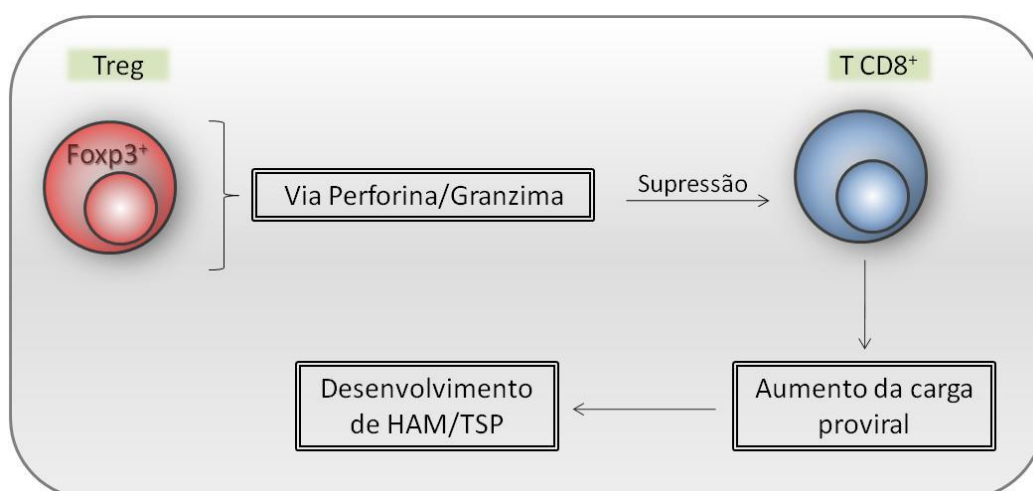 Treg
T CD8⁺
Foxp3⁺
Via Perforina/Granzima
Supressão
Desenvolvimento
de HAM/TSP
Aumento da carga
proviral